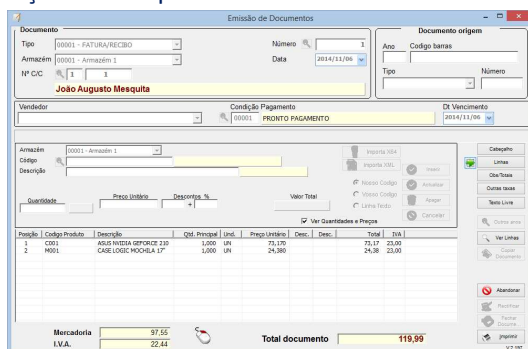 Emissão de Documentos
Documento
Tipo 00001 - FATURA/RECIBO Número 1
Armazém 00001 - Armazém 1 Data 2014/11/06
Nº C/C 1 1
João Augusto Mesquita
Documento origem
Ano Codigo barras
Tipo Número
Vendedor Condição Pagamento Dt Vencimento
00001 PRONTO PAGAMENTO 2014/11/06
Armazém 00001 - Armazém 1
Código
Descrição
Quantidade Preço Unitário Descontos % Valor Total
+
Importa XBA
Importa XML
Nosso Codigo
Vosso Codigo
Linha Texto
Inserir
Actualizar
Apagar
Cancelar
Ver Quantidades e Preços
Cabeçalho
Linhas
Obs/Totais
Outras taxas
Texto Livre
Ver Linhas
Copiar Documento
Abandonar
Rectificar
Fechar Docume...
Imprimir
Posição Codigo Produto Descrição Qtd. Principal Und. Preço Unitário Desc. Desc. Total IVA
1 C001 ASUS NVIDIA GEFORCE 210 1,000 UN 73,170 73,17 23,00
2 M001 CASE LOGIC MOCHILA 17" 1,000 UN 24,380 24,38 23,00
Mercadoria 97,55
I.V.A. 22,44
Total documento 119,99